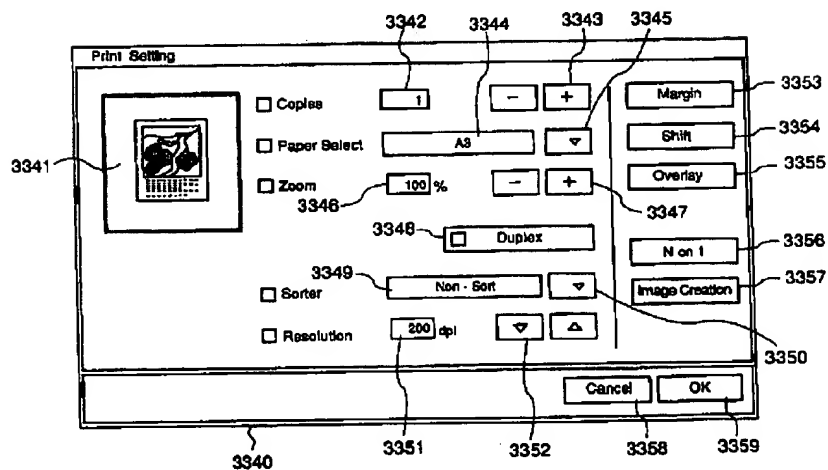 3342 3344 3343 3345
Print Setting
Copies 1 - + Margin 3353
Paper Select A3 Shift 3354
3341 3355
Zoom 100 % - + Overlay
3346 3347
3348 Duplex 3356
N on 1
3349 3357
Sorter Non - Sort Image Creation
Resolution 200 dpi
3350
Cancel OK
3340 3351 3352 3358 3359